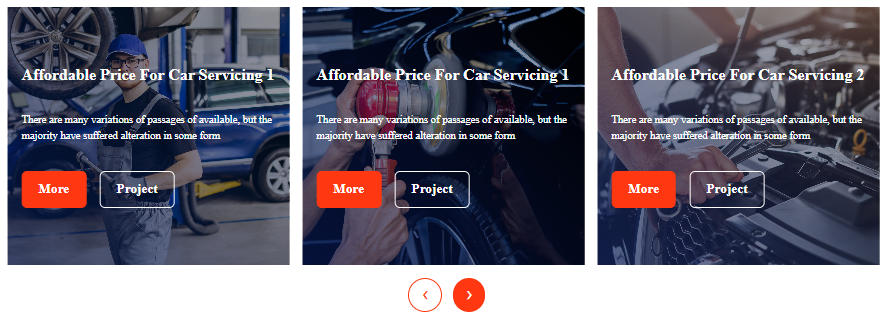 Affordable Price For Car Servicing 1
There are many variations of passages of available, but the
majority have suffered alteration in some form
More
Project
Affordable Price For Car Servicing 1
There are many variations of passages of available, but the
majority have suffered alteration in some form
More
Project
Affordable Price For Car Servicing 2
There are many variations of passages of available, but the
majority have suffered alteration in some form
More
Project